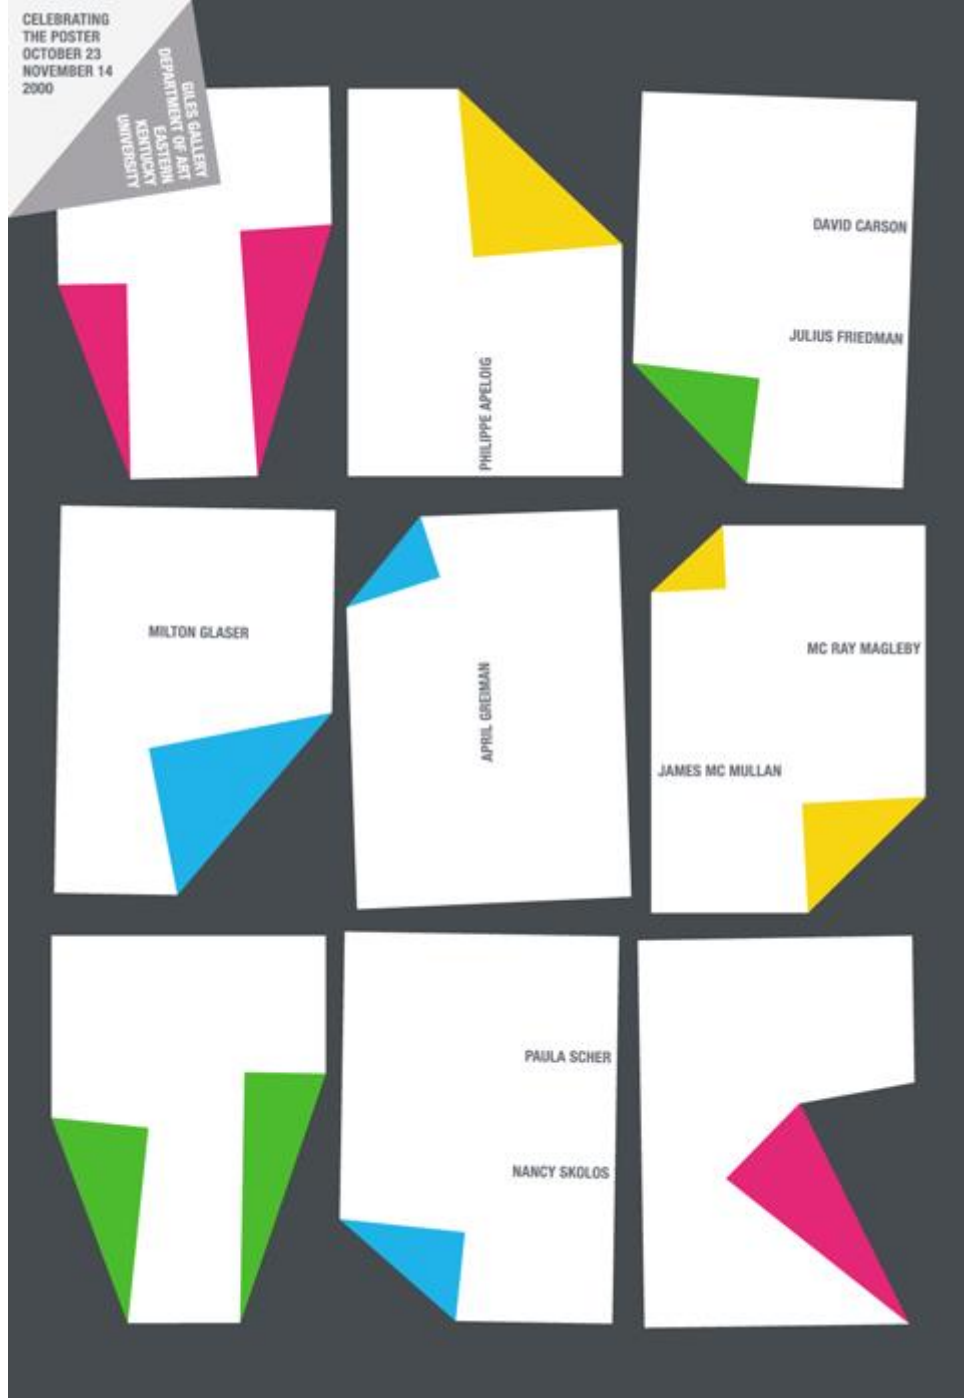 CELEBRATING
THE POSTER
OCTOBER 23
NOVEMBER 14
2000
GILES GALLERY
DEPARTMENT OF ART
EASTERN
KENTUCKY
UNIVERSITY
PHILIPPE APELOIG
DAVID CARSON
JULIUS FRIEDMAN
MILTON GLASER
APRIL GREIMAN
MC RAY MAGLEBY
JAMES MC MULLAN
PAULA SCHER
NANCY SKOLOS